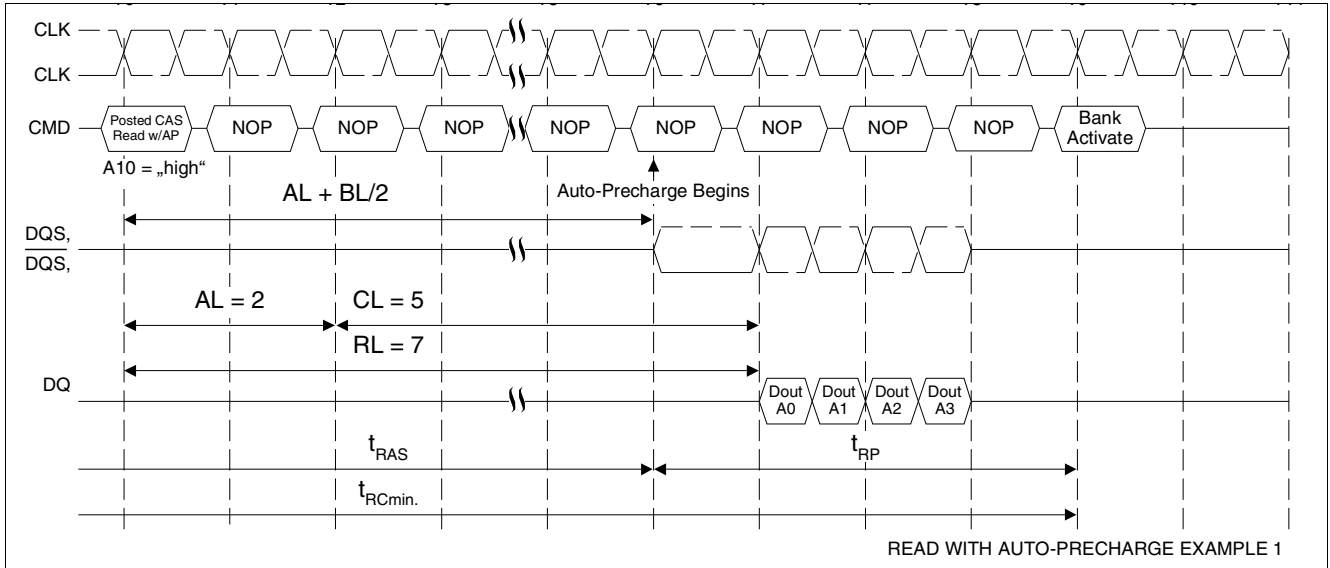 CLK
CLK
CMD
Posted CAS
Read w/AP
NOP
NOP
NOP
NOP
NOP
NOP
NOP
NOP
Bank
Activate
A10 = „high“
Auto-Precharge Begins
AL + BL/2
DQS,
DQS,
AL = 2
CL = 5
RL = 7
DQ
Dout
A0
Dout
A1
Dout
A2
Dout
A3
tRAS
tRP
tRCmin.
READ WITH AUTO-PRECHARGE EXAMPLE 1